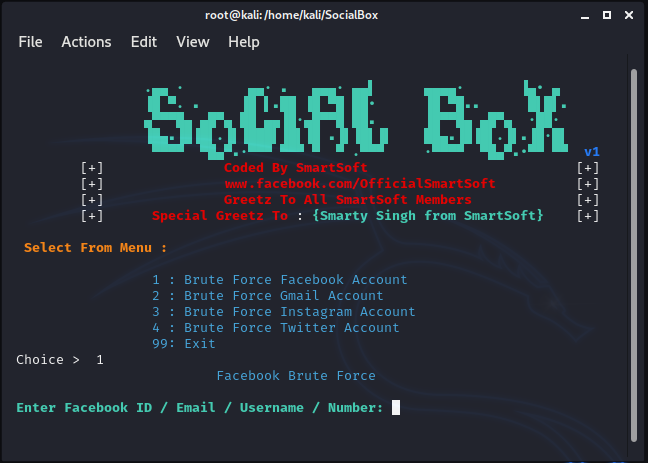 root@kali:/home/kali/SocialBox
File Actions Edit View Help
Social Box
v1
[+] Coded By SmartSoft [+]
[+] www.facebook.com/OfficialSmartSoft [+]
[+] Greetz To All SmartSoft Members [+]
[+] Special Greetz To : {Smarty Singh from SmartSoft} [+]
Select From Menu :
1 : Brute Force Facebook Account
2 : Brute Force Gmail Account
3 : Brute Force Instagram Account
4 : Brute Force Twitter Account
99: Exit
Choice > 1
Facebook Brute Force
Enter Facebook ID / Email / Username / Number: